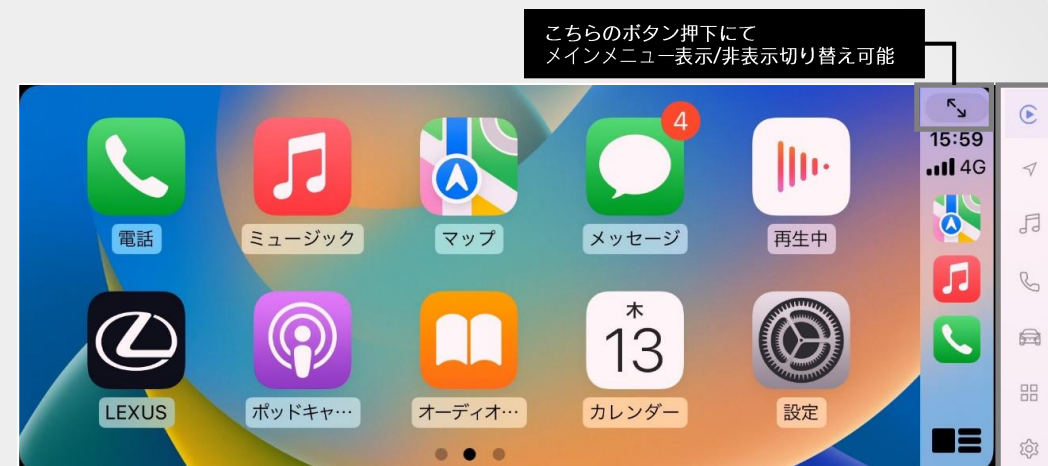 こちらのボタン押下にて
メインメニュー表示/非表示切り替え可能
4
15:59
4G
電話
ミュージック
マップ
メッセージ
再生中
木
13
LEXUS
ポッドキャ…
オーディオ…
カレンダー
設定